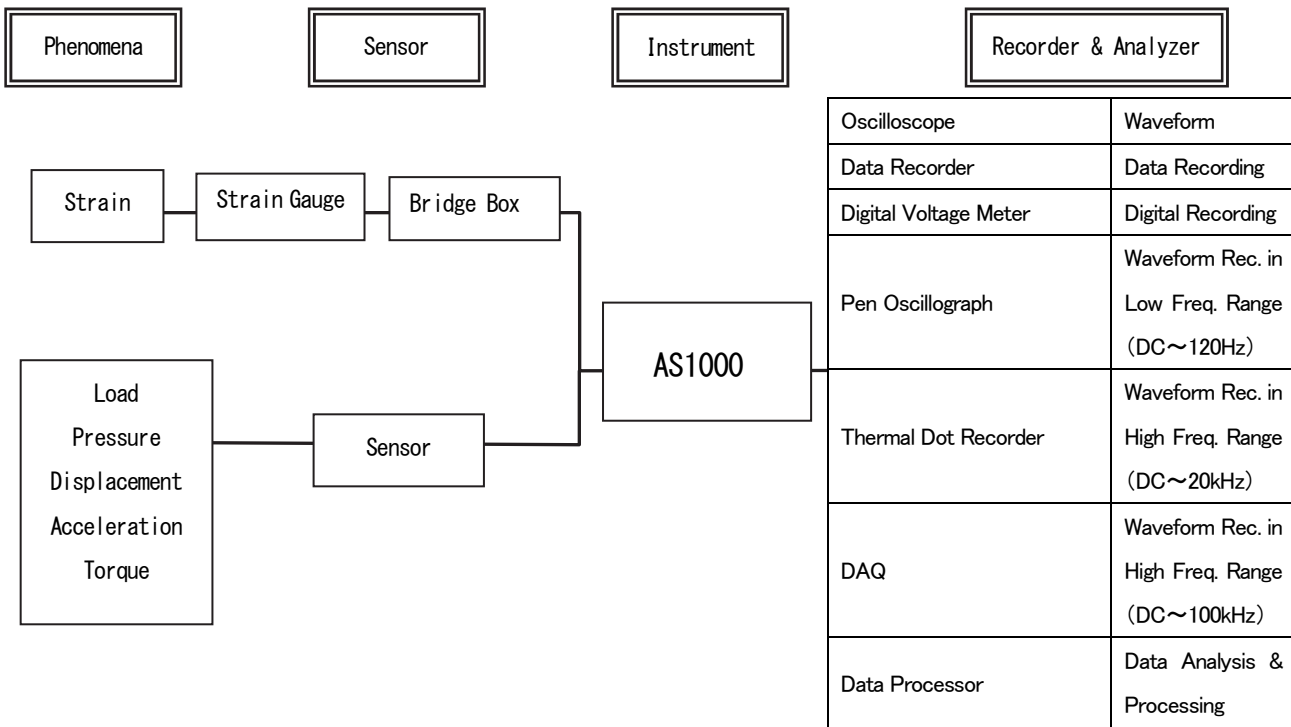 Phenomena
Sensor
Instrument
Recorder & Analyzer
Strain
Strain Gauge
Bridge Box
Load
Pressure
Displacement
Acceleration
Torque
Sensor
AS1000
Oscilloscope
Waveform
Data Recorder
Data Recording
Digital Voltage Meter
Digital Recording
Pen Oscillograph
Waveform Rec. in
Low Freq. Range
(DC～120Hz)
Thermal Dot Recorder
Waveform Rec. in
High Freq. Range
(DC～20kHz)
DAQ
Waveform Rec. in
High Freq. Range
(DC～100kHz)
Data Processor
Data Analysis &
Processing